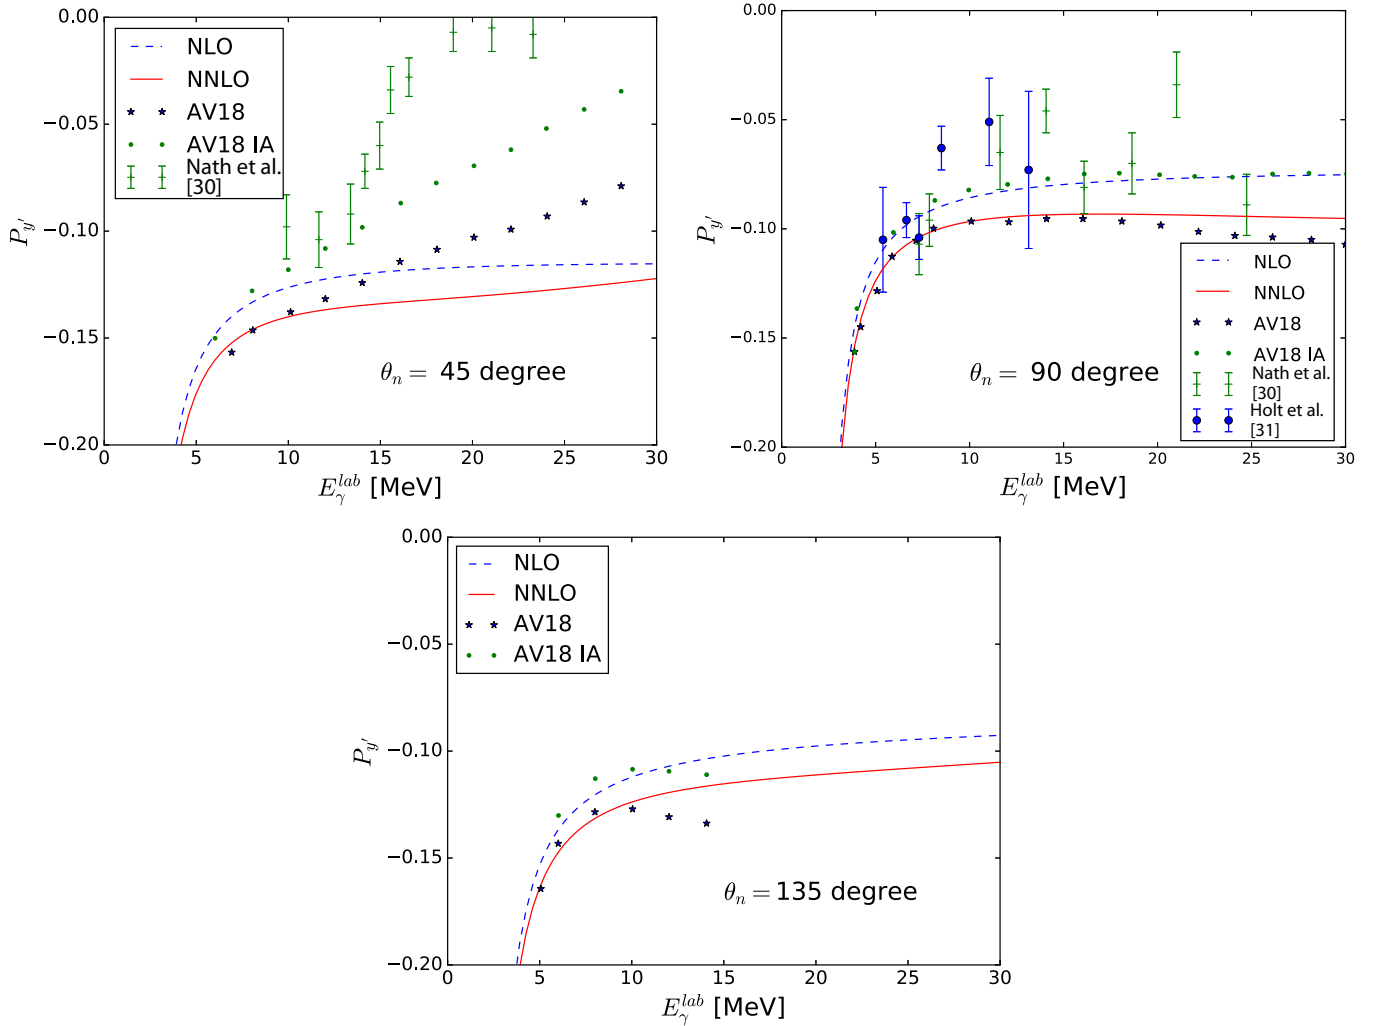 0.00
−0.05
−0.10
−0.15
−0.20
P_{y'}
NLO
NNLO
AV18
AV18 IA
Nath et al.
[30]
θ_n = 45 degree
0 5 10 15 20 25 30
E_γ^{lab} [MeV]
0.00
−0.05
−0.10
−0.15
−0.20
P_{y'}
NLO
NNLO
AV18
AV18 IA
Nath et al.
[30]
Holt et al.
[31]
θ_n = 90 degree
0 5 10 15 20 25 30
E_γ^{lab} [MeV]
0.00
−0.05
−0.10
−0.15
−0.20
P_{y'}
NLO
NNLO
AV18
AV18 IA
θ_n = 135 degree
0 5 10 15 20 25 30
E_γ^{lab} [MeV]